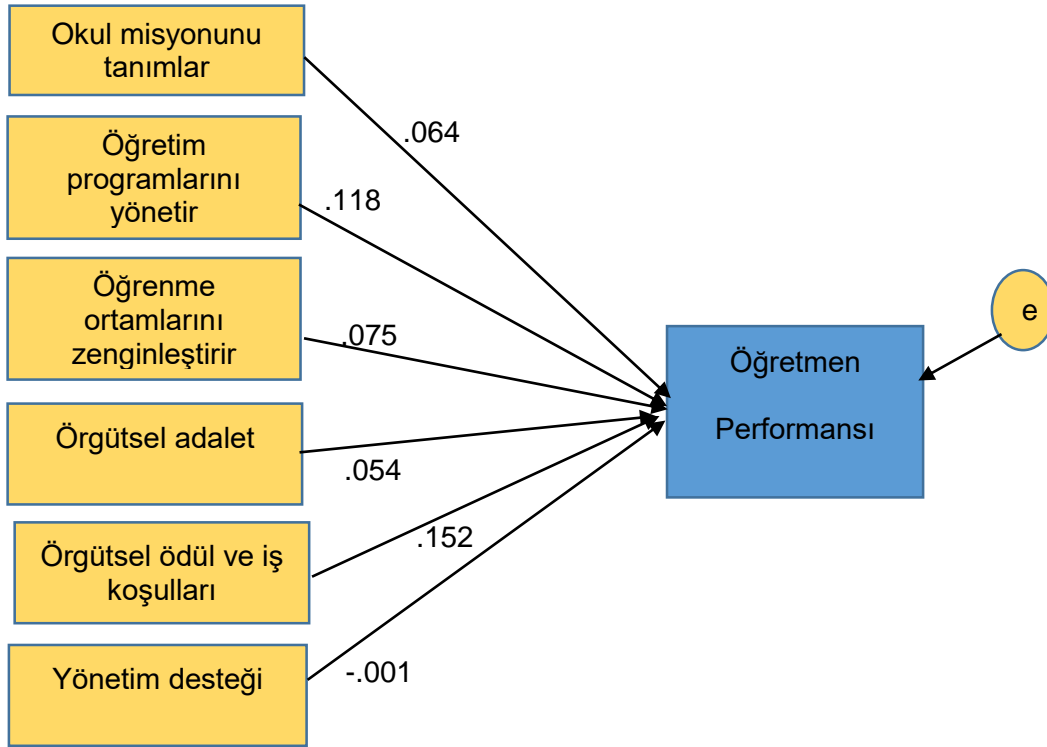 Okul misyonunu
tanımlar
.064
Öğretim
programlarını
yönetir
.118
Öğrenme
ortamlarını
zenginleştirir
.075
e
Öğretmen
Performansı
Örgütsel adalet
.054
Örgütsel ödül ve iş
koşulları
.152
Yönetim desteği
-.001